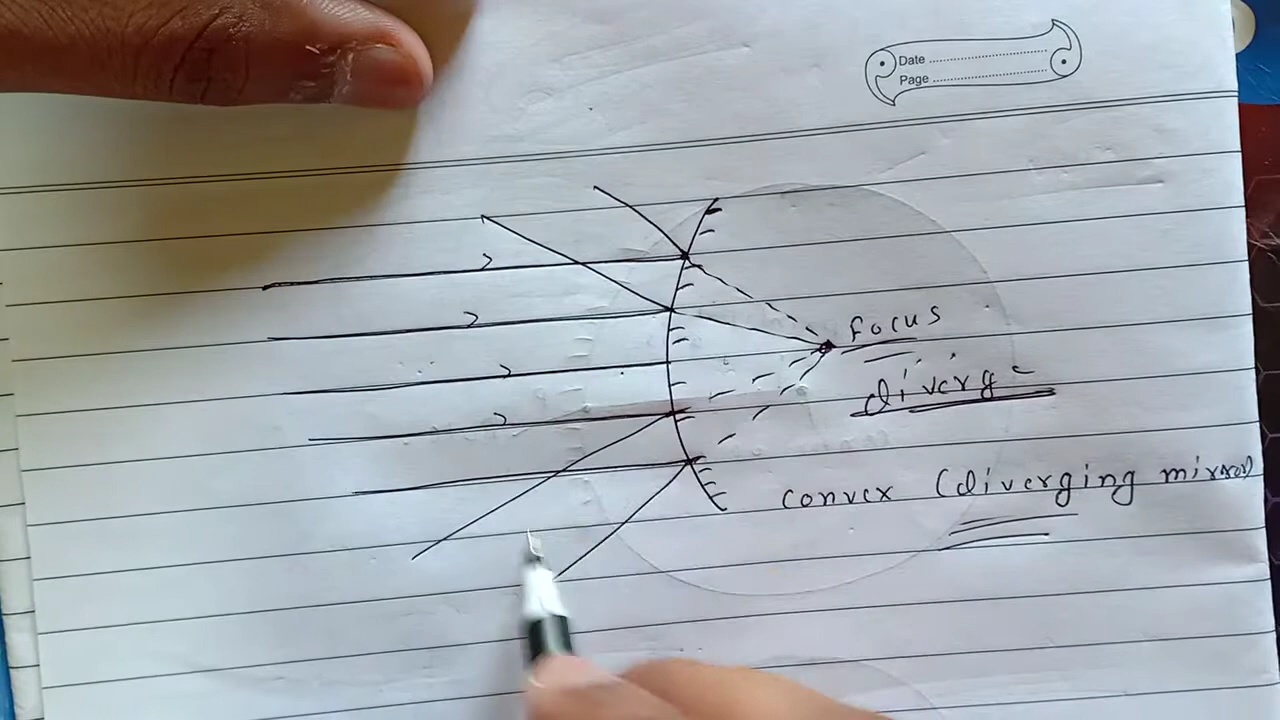 Date
Page
focus
diverge
convex (diverging mirror)